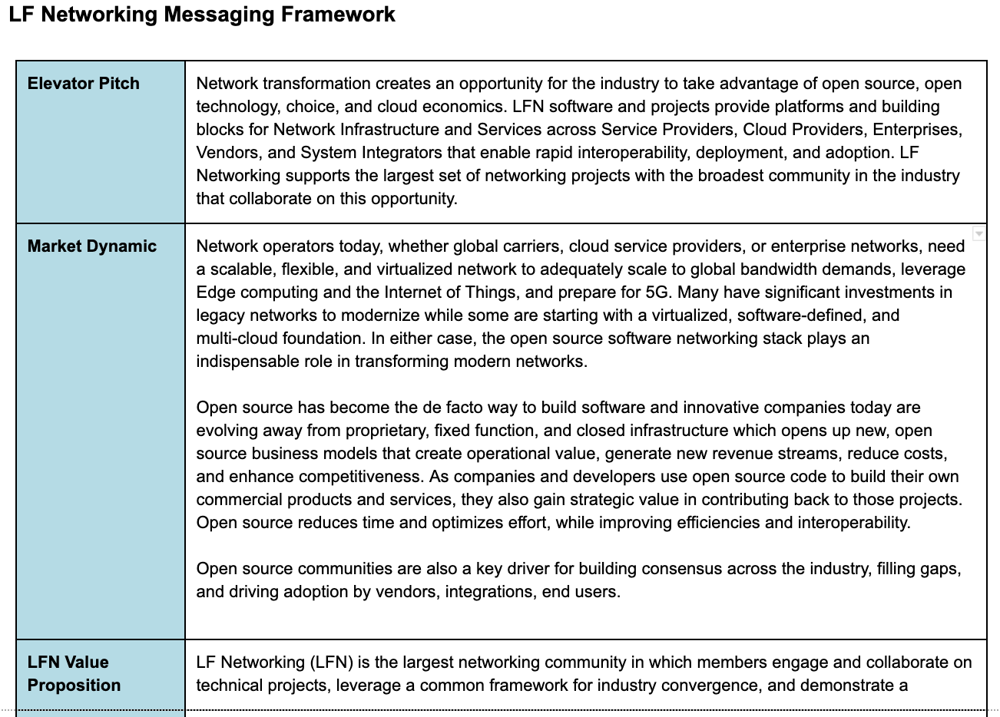 LF Networking Messaging Framework
Elevator Pitch
Network transformation creates an opportunity for the industry to take advantage of open source, open
technology, choice, and cloud economics. LFN software and projects provide platforms and building
blocks for Network Infrastructure and Services across Service Providers, Cloud Providers, Enterprises,
Vendors, and System Integrators that enable rapid interoperability, deployment, and adoption. LF
Networking supports the largest set of networking projects with the broadest community in the industry
that collaborate on this opportunity.
Market Dynamic
Network operators today, whether global carriers, cloud service providers, or enterprise networks, need
a scalable, flexible, and virtualized network to adequately scale to global bandwidth demands, leverage
Edge computing and the Internet of Things, and prepare for 5G. Many have significant investments in
legacy networks to modernize while some are starting with a virtualized, software-defined, and
multi-cloud foundation. In either case, the open source software networking stack plays an
indispensable role in transforming modern networks.
Open source has become the de facto way to build software and innovative companies today are
evolving away from proprietary, fixed function, and closed infrastructure which opens up new, open
source business models that create operational value, generate new revenue streams, reduce costs,
and enhance competitiveness. As companies and developers use open source code to build their own
commercial products and services, they also gain strategic value in contributing back to those projects.
Open source reduces time and optimizes effort, while improving efficiencies and interoperability.
Open source communities are also a key driver for building consensus across the industry, filling gaps,
and driving adoption by vendors, integrations, end users.
LFN Value
Proposition
LF Networking (LFN) is the largest networking community in which members engage and collaborate on
technical projects, leverage a common framework for industry convergence, and demonstrate a